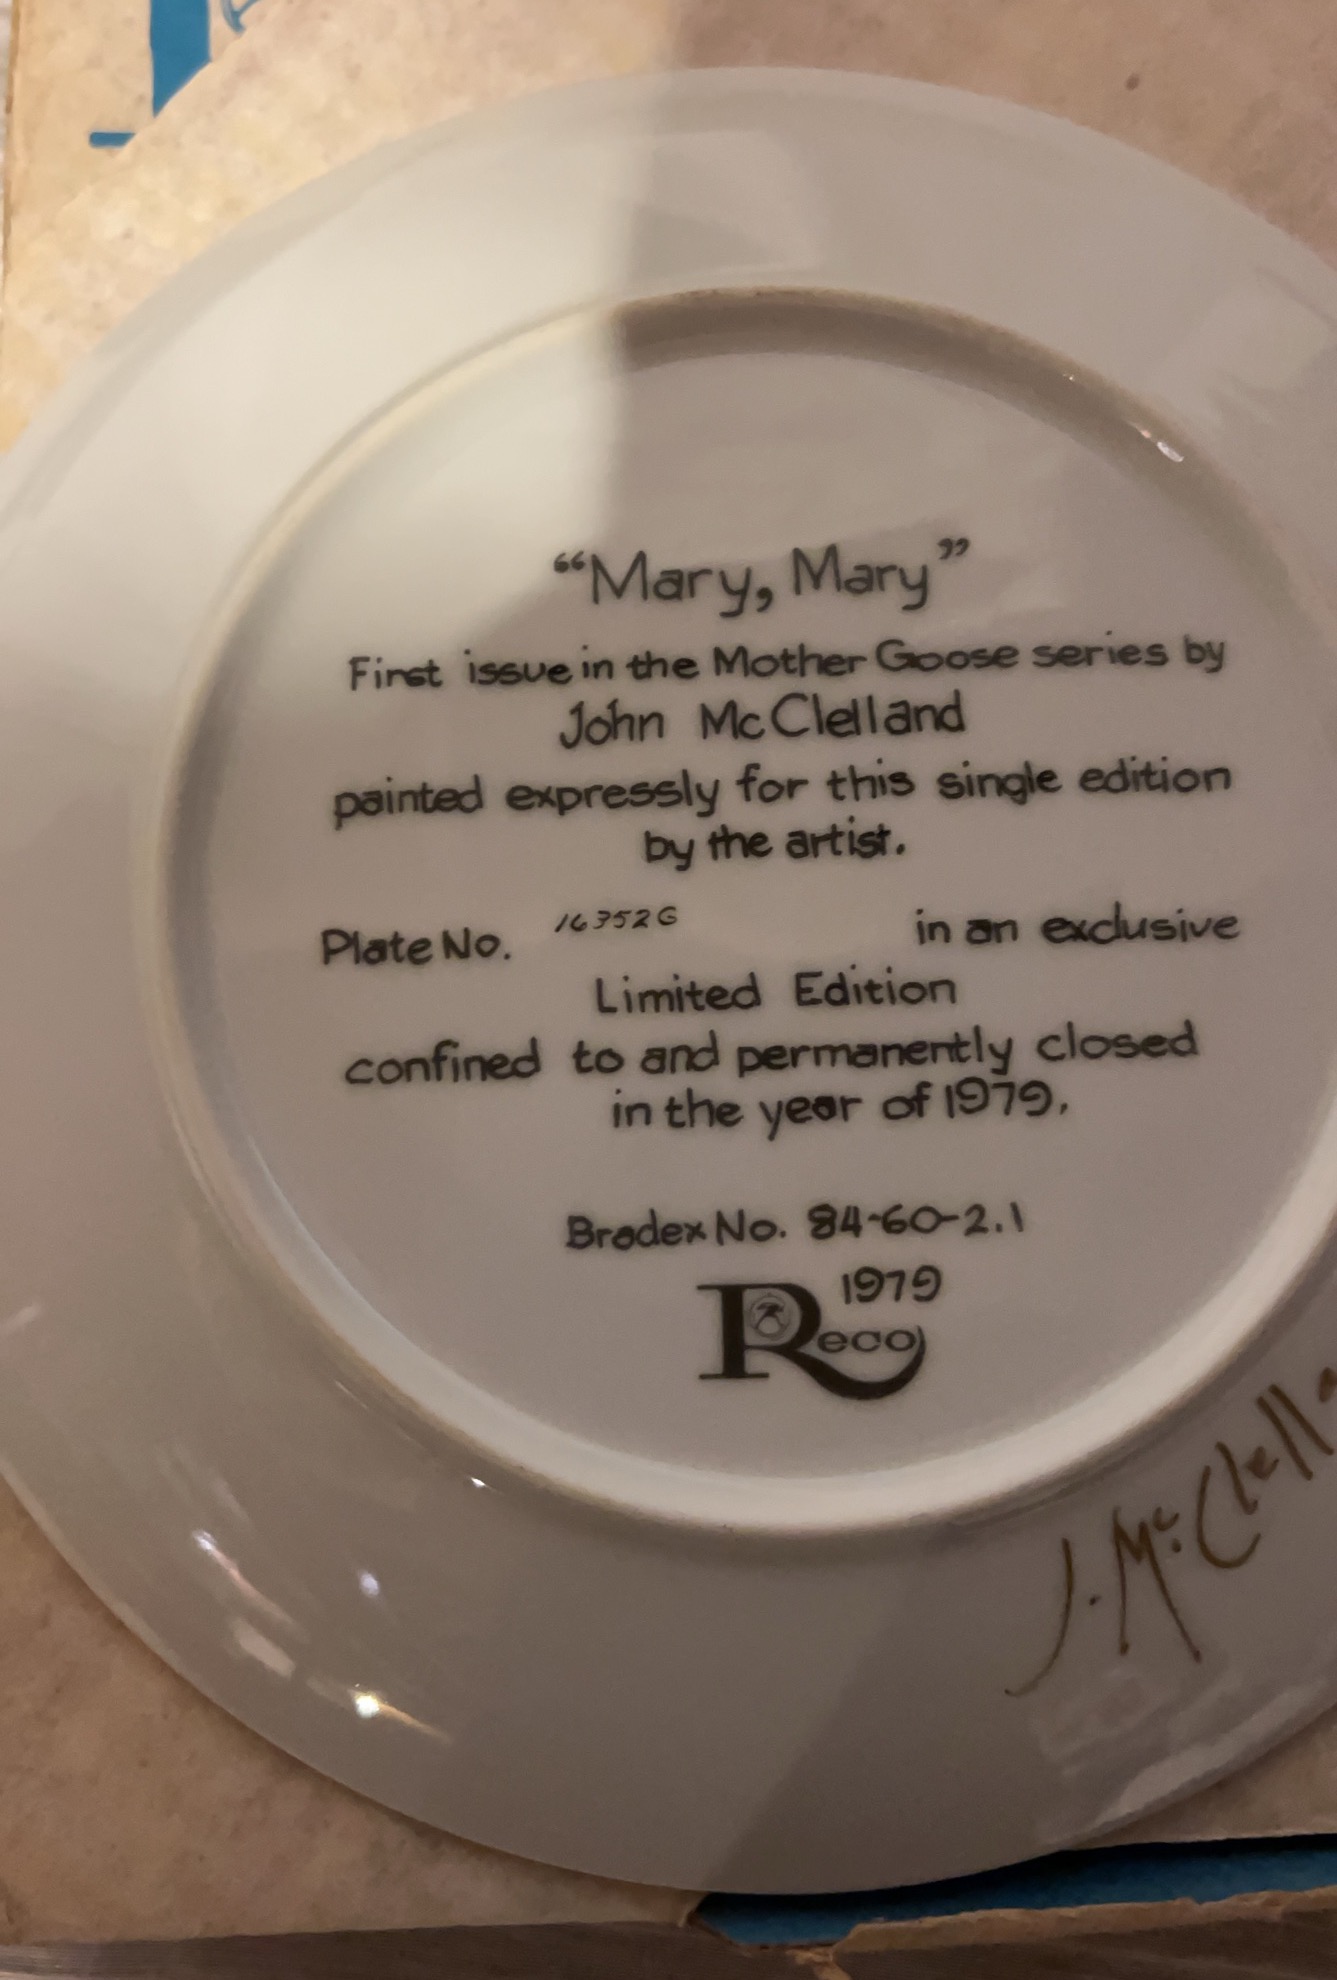 “Mary, Mary”
First issue in the Mother Goose series by
John McClelland
painted expressly for this single edition
by the artist.
Plate No. 16352G in an exclusive
Limited Edition
confined to and permanently closed
in the year of 1979.
Bradex No. 84-60-2.1
1979
Reco
J. McClella